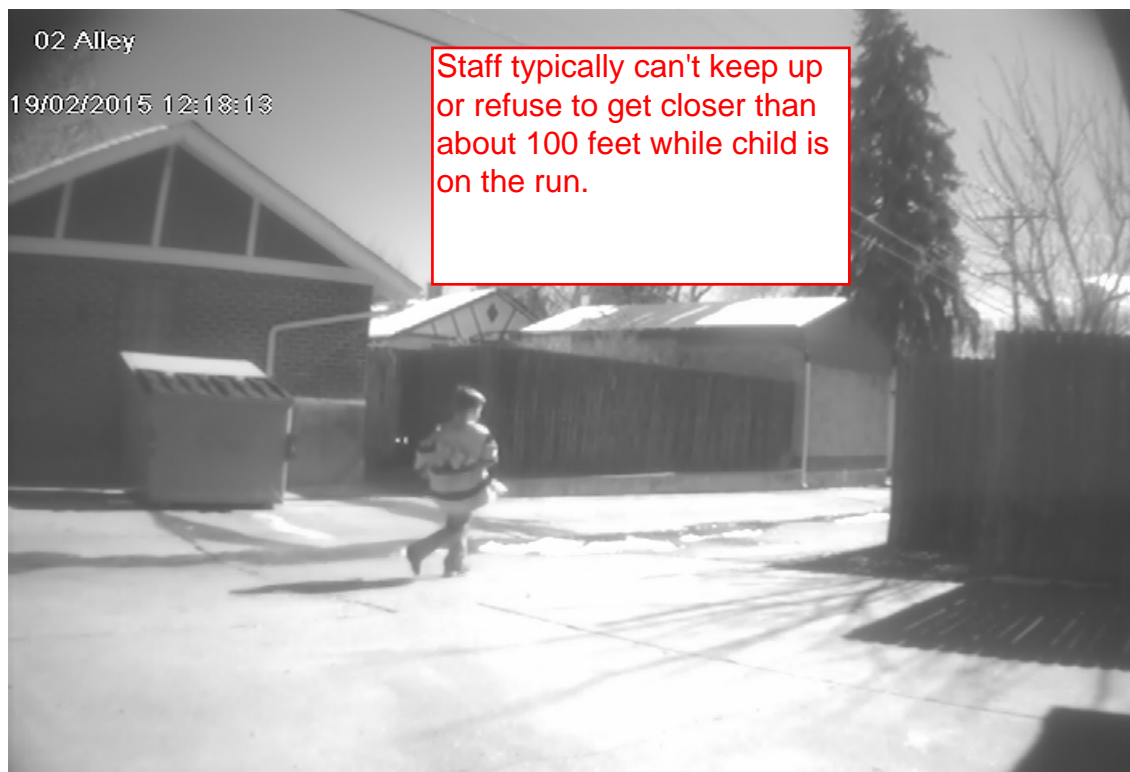 02 Alley
19/02/2015 12:18:13
Staff typically can't keep up
or refuse to get closer than
about 100 feet while child is
on the run.